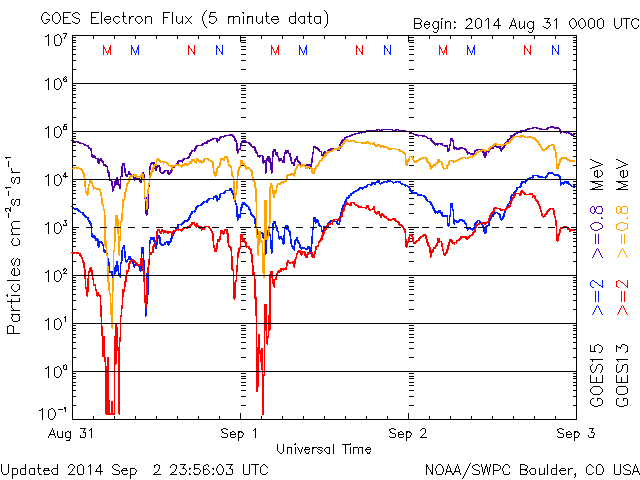 GOES Electron Flux (5 minute data)
Begin: 2014 Aug 31 0000 UTC
M M N N M M N N M M N N
10⁷
10⁶
10⁵
10⁴
10³
10²
10¹
10⁰
10⁻¹
Particles cm⁻²s⁻¹sr⁻¹
GOES15 >=2 >=0.8 MeV
GOES13 >=2 >=0.8 MeV
Aug 31 Sep 1 Sep 2 Sep 3
Universal Time
Updated 2014 Sep 2 23:56:03 UTC
NOAA/SWPC Boulder, CO USA